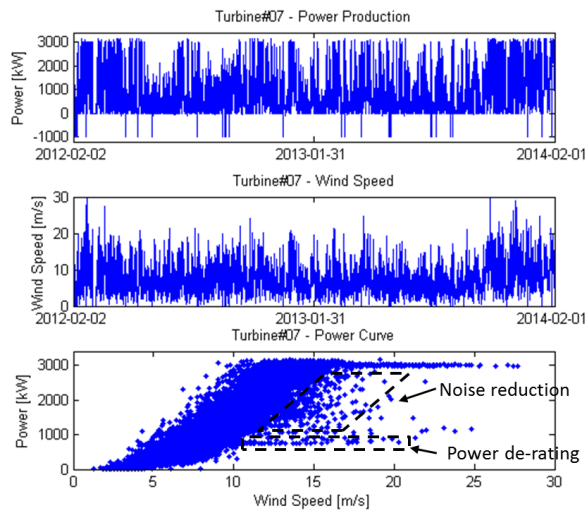 Turbine#07 - Power Production
Power [kW]
3000
2000
1000
0
-1000
2012-02-02 2013-01-31 2014-02-01
Turbine#07 - Wind Speed
Wind Speed [m/s]
30
20
10
0
2012-02-02 2013-01-31 2014-02-01
Turbine#07 - Power Curve
Power [kW]
3000
2000
1000
0
Noise reduction
Power de-rating
0 5 10 15 20 25 30
Wind Speed [m/s]